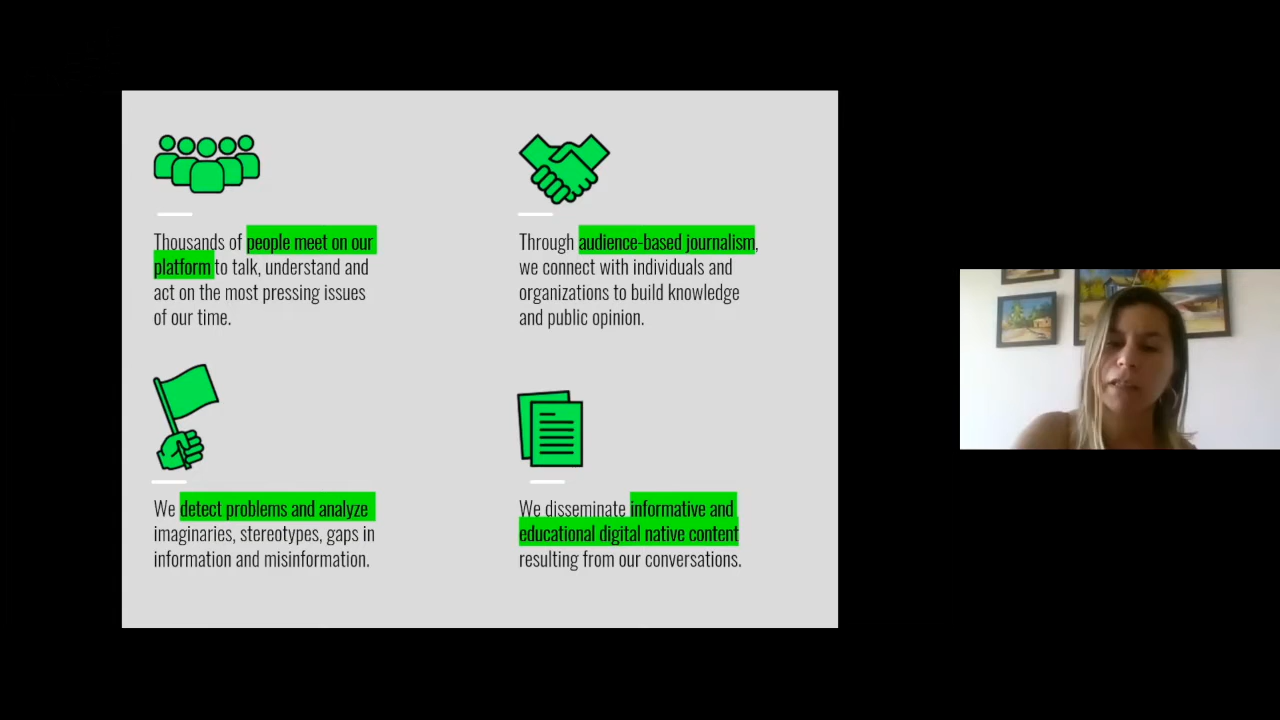 Thousands of people meet on our
platform to talk, understand and
act on the most pressing issues
of our time.
Through audience-based journalism,
we connect with individuals and
organizations to build knowledge
and public opinion.
We detect problems and analyze
imaginaries, stereotypes, gaps in
information and misinformation.
We disseminate informative and
educational digital native content
resulting from our conversations.